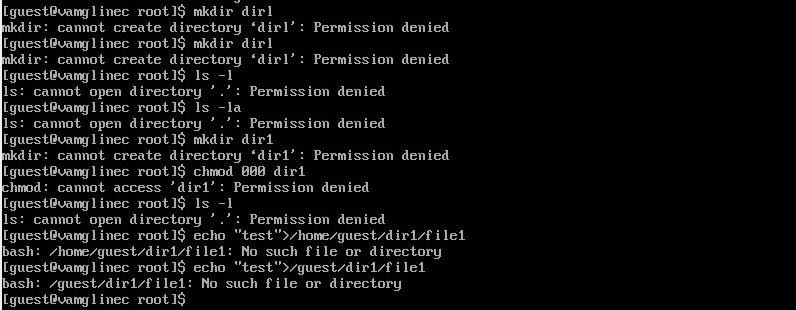 [guest@vamglinec root]$ mkdir dirl
mkdir: cannot create directory ‘dirl’: Permission denied
[guest@vamglinec root]$ mkdir dirl
mkdir: cannot create directory ‘dirl’: Permission denied
[guest@vamglinec root]$ ls -l
ls: cannot open directory '.': Permission denied
[guest@vamglinec root]$ ls -la
ls: cannot open directory '.': Permission denied
[guest@vamglinec root]$ mkdir dir1
mkdir: cannot create directory ‘dir1’: Permission denied
[guest@vamglinec root]$ chmod 000 dir1
chmod: cannot access 'dir1': Permission denied
[guest@vamglinec root]$ ls -l
ls: cannot open directory '.': Permission denied
[guest@vamglinec root]$ echo "test">/home/guest/dir1/file1
bash: /home/guest/dir1/file1: No such file or directory
[guest@vamglinec root]$ echo "test">/guest/dir1/file1
bash: /guest/dir1/file1: No such file or directory
[guest@vamglinec root]$